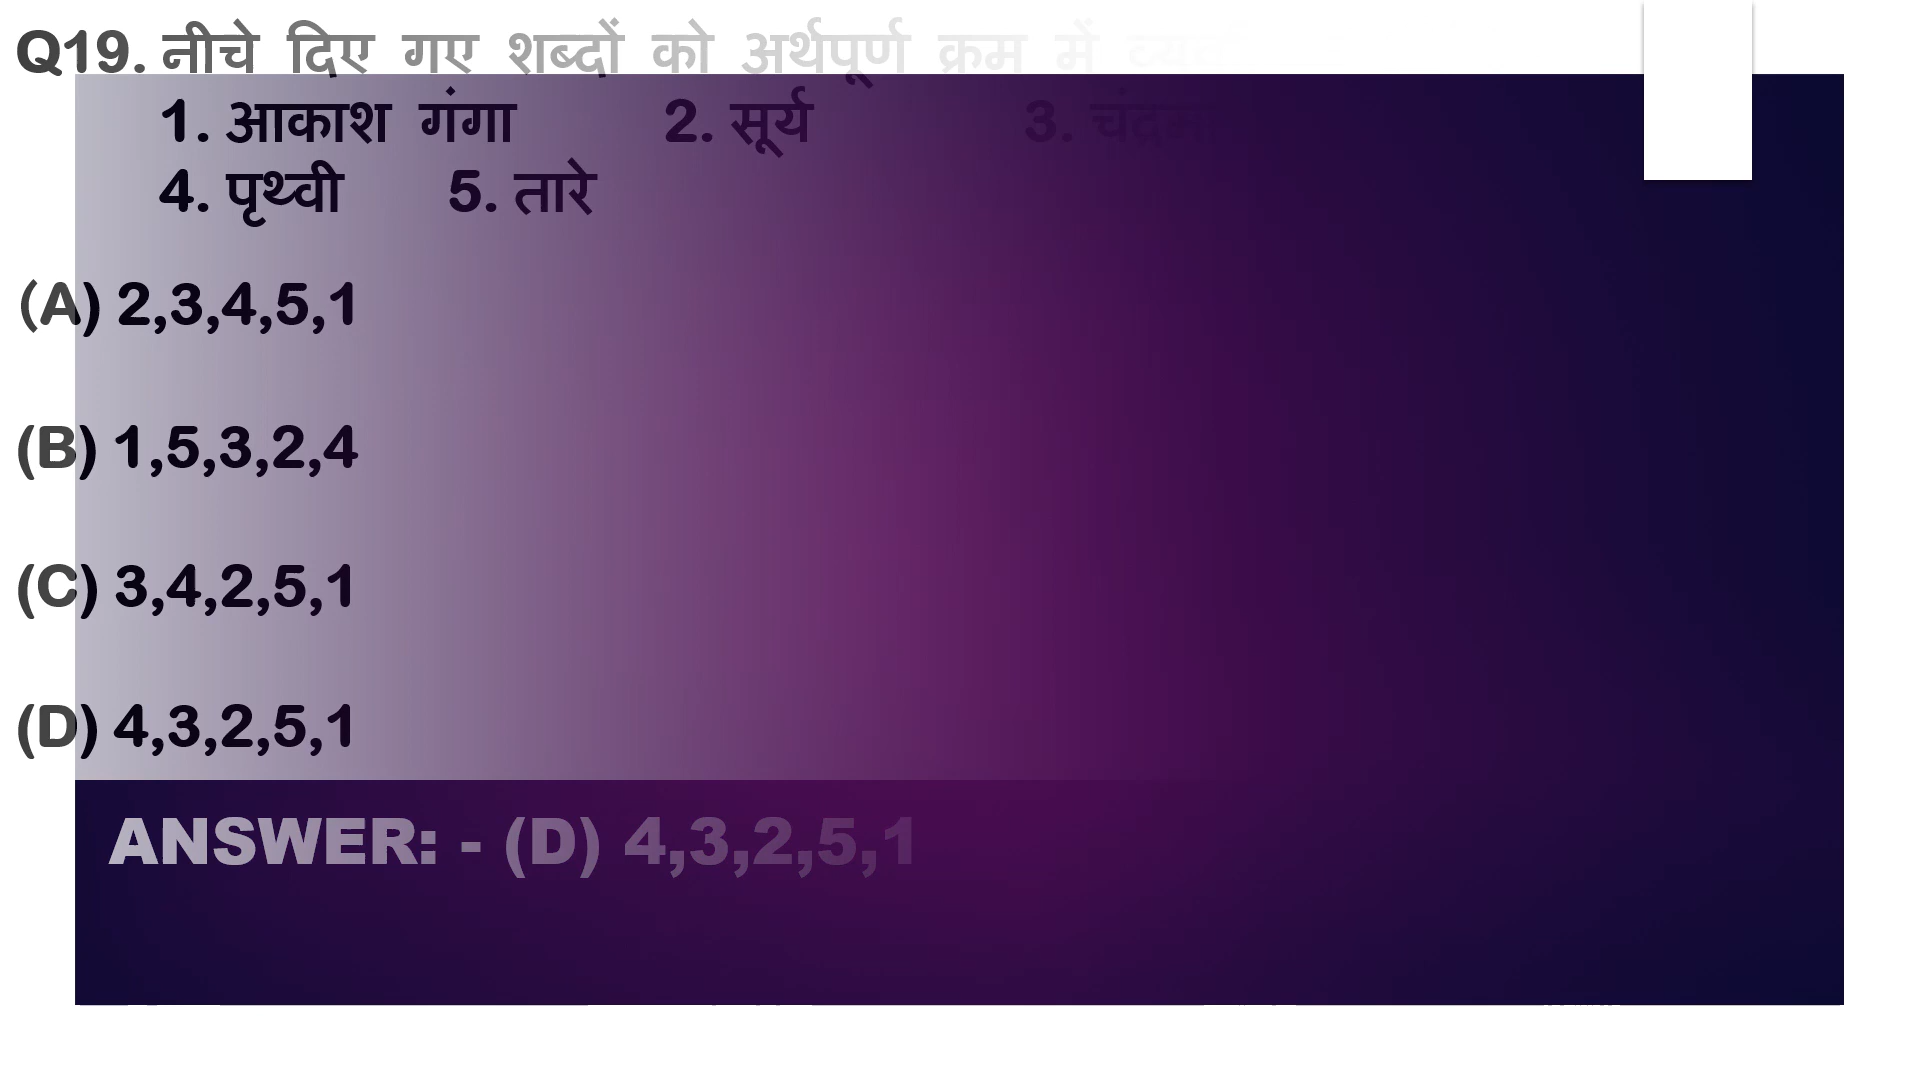 Q19. नीचे दिए गए शब्दों को अर्थपूर्ण क्रम में
1. आकाश गंगा 2. सूर्य 3. चंद्रमा
4. पृथ्वी 5. तारे
(A) 2,3,4,5,1
(B) 1,5,3,2,4
(C) 3,4,2,5,1
(D) 4,3,2,5,1
ANSWER: - (D) 4,3,2,5,1